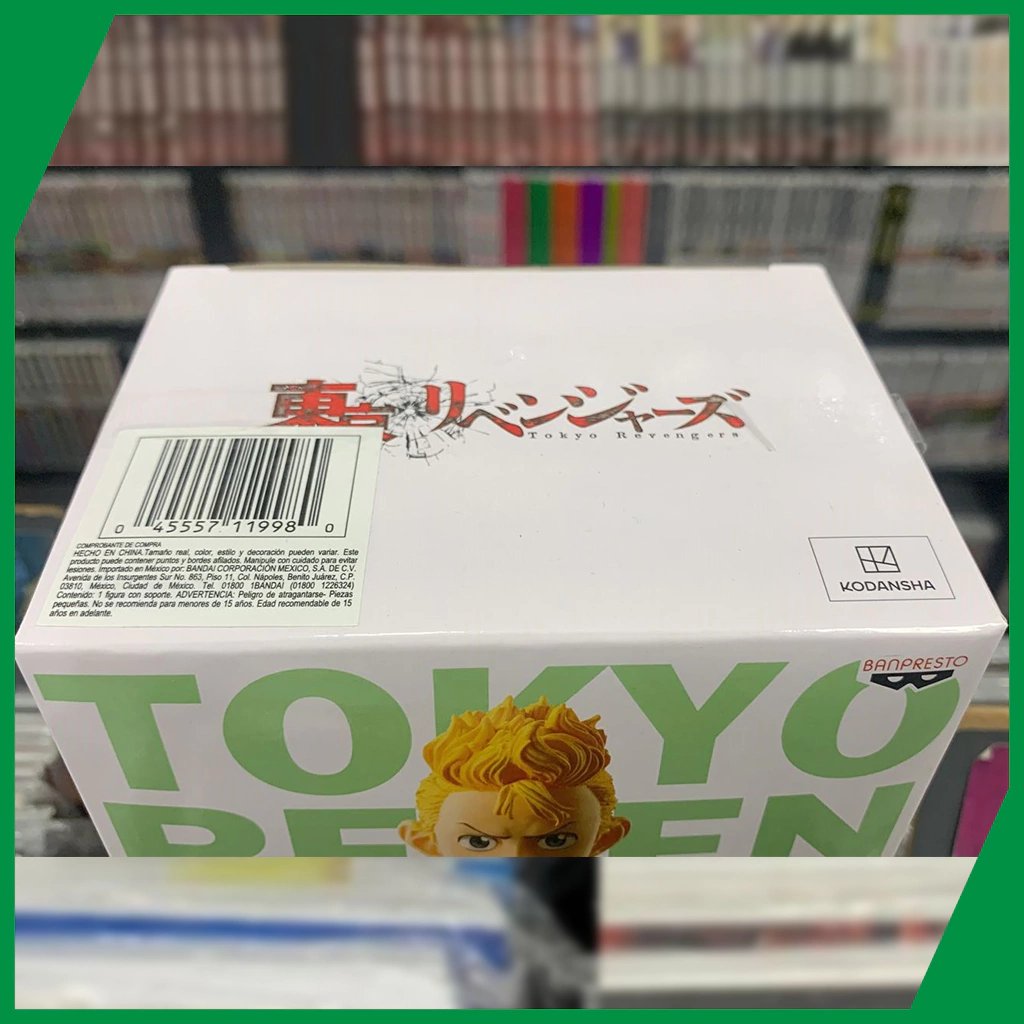 東京リベンジャーズ
Tokyo Revengers
0 45557 11998 0
COMPROBANTE DE COMPRA
HECHO EN CHINA.Tamaño real, color, estilo y decoración pueden variar. Este
producto puede contener puntos y bordes afilados. Manipule con cuidado para evitar
lesiones. Importado en México por: BANDAI CORPORACIÓN MEXICO, S.A. DE C.V.
Avenida de los Insurgentes Sur No. 863, Piso 11, Col. Nápoles, Benito Juárez, C.P.
03810, México, Ciudad de México. Tel. 01800 1BANDAI (01800 1226324)
Contenido: 1 figura con soporte. ADVERTENCIA: Peligro de atragantarse- Piezas
pequeñas. No se recomienda para menores de 15 años. Edad recomendable de 15
años en adelante.
KODANSHA
BANPRESTO
TOKYO